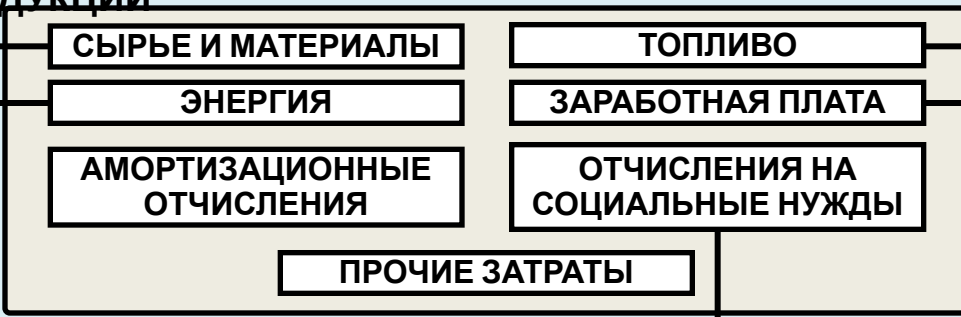 СЫРЬЕ И МАТЕРИАЛЫ
ТОПЛИВО
ЭНЕРГИЯ
ЗАРАБОТНАЯ ПЛАТА
АМОРТИЗАЦИОННЫЕ
ОТЧИСЛЕНИЯ
ОТЧИСЛЕНИЯ НА
СОЦИАЛЬНЫЕ НУЖДЫ
ПРОЧИЕ ЗАТРАТЫ